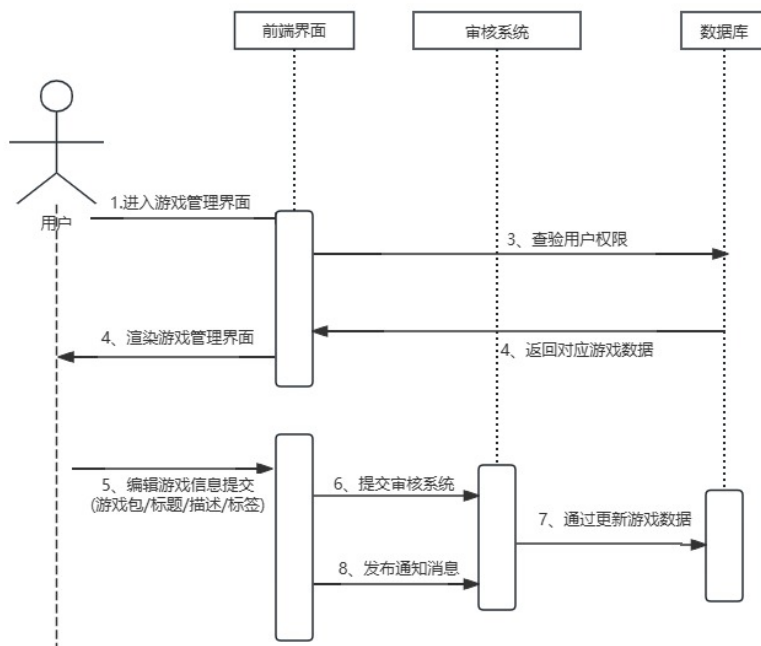 前端界面
审核系统
数据库
1.进入游戏管理界面
用户
3、查验用户权限
4、渲染游戏管理界面
4、返回对应游戏数据
5、编辑游戏信息提交
(游戏包/标题/描述/标签)
6、提交审核系统
7、通过更新游戏数据
8、发布通知消息